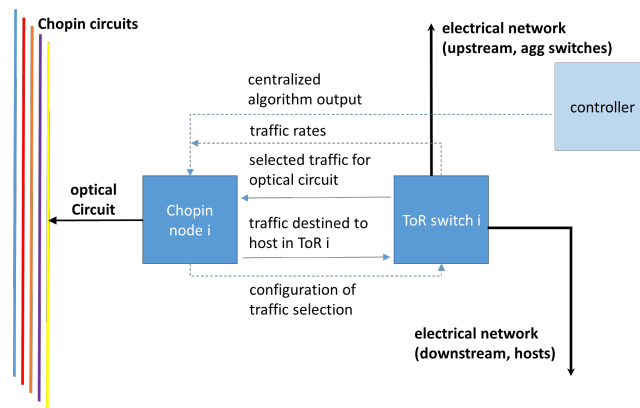 Chopin circuits
electrical network
(upstream, agg switches)
centralized
algorithm output
controller
traffic rates
selected traffic for
optical circuit
optical
Circuit
Chopin
node i
ToR switch i
traffic destined to
host in ToR i
configuration of
traffic selection
electrical network
(downstream, hosts)